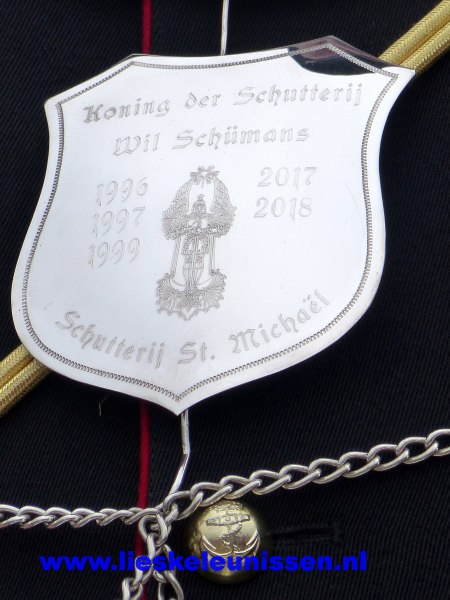 Koning der Schutterij
Wil Schümans
1996 2017
1997 2018
1999
Schutterij St. Michaël
www.lieskeleunissen.nl